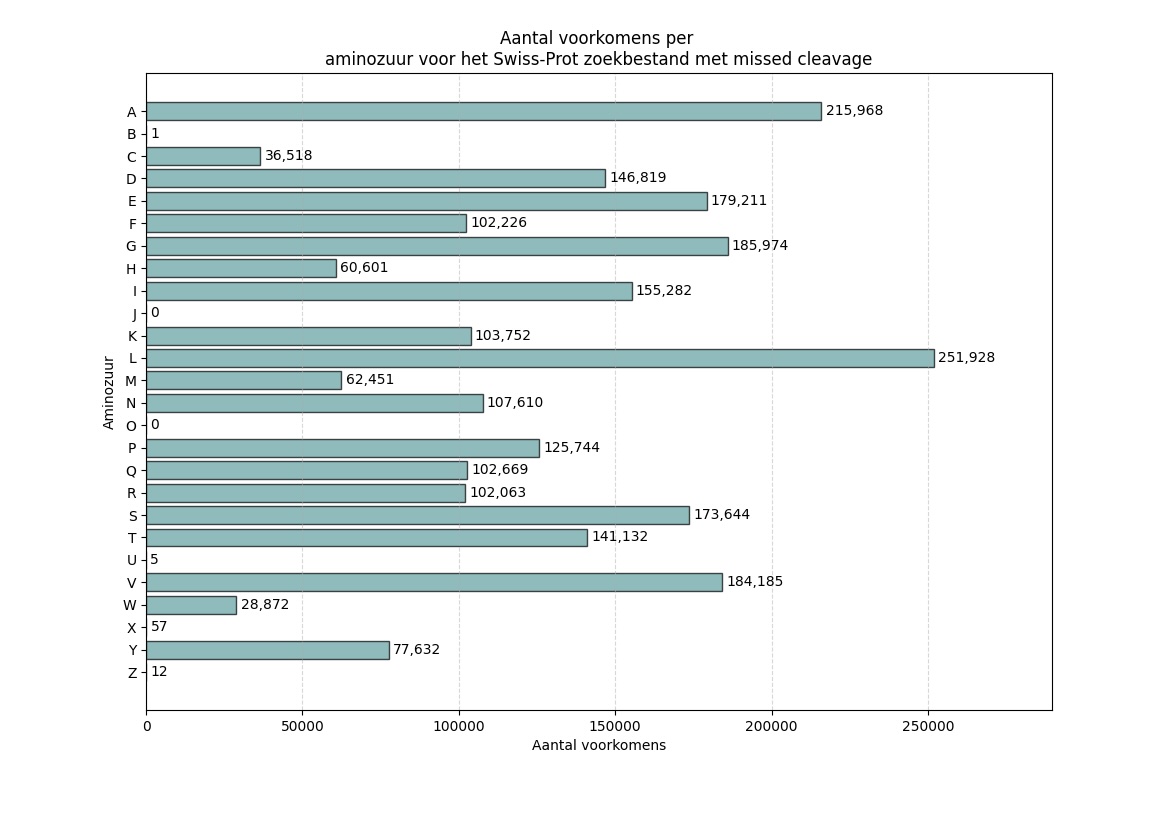 Aantal voorkomens per
aminozuur voor het Swiss-Prot zoekbestand met missed cleavage
Aminozuur
A 215,968
B 1
C 36,518
D 146,819
E 179,211
F 102,226
G 185,974
H 60,601
I 155,282
J 0
K 103,752
L 251,928
M 62,451
N 107,610
O 0
P 125,744
Q 102,669
R 102,063
S 173,644
T 141,132
U 5
V 184,185
W 28,872
X 57
Y 77,632
Z 12
0 50000 100000 150000 200000 250000
Aantal voorkomens